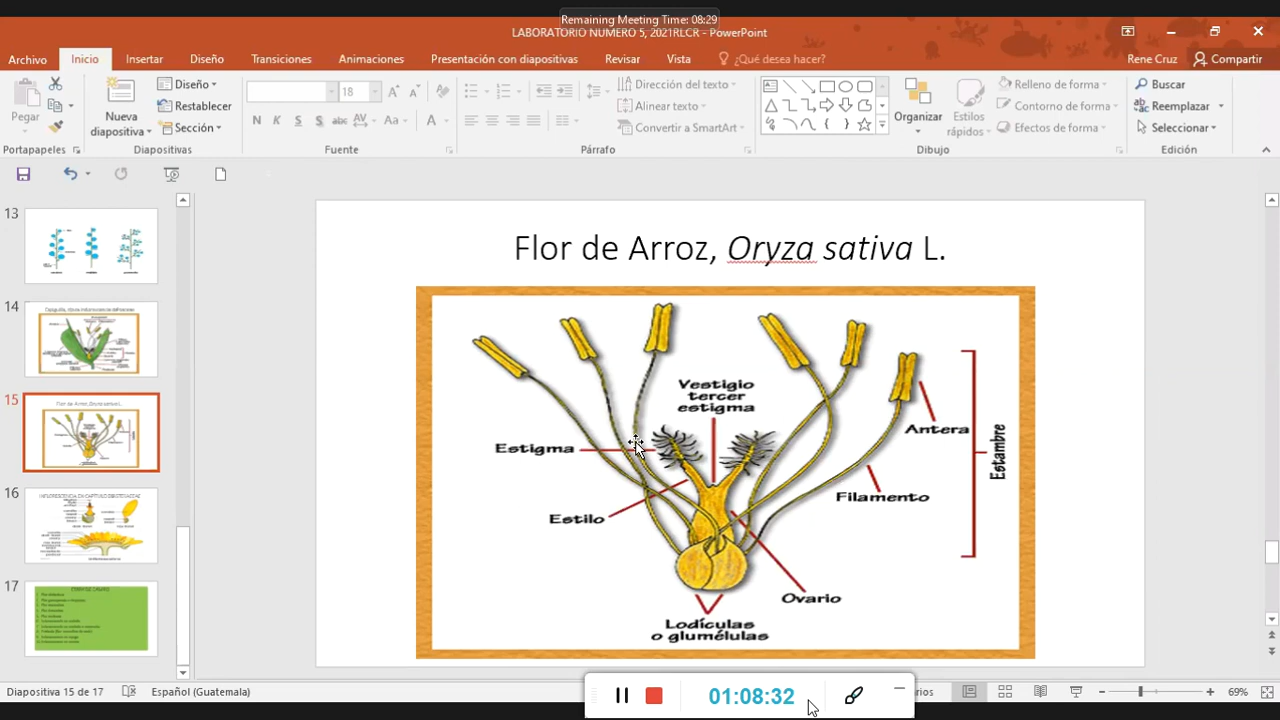 Remaining Meeting Time: 08:29
LABORATORIO NUMERO 5, 2021RLCR - PowerPoint
Archivo Inicio Insertar Diseño Transiciones Animaciones Presentación con diapositivas Revisar Vista ¿Qué desea hacer? Rene Cruz Compartir
Pegar
Nueva
diapositiva
Diseño
Restablecer
Sección
18
N K S S abc AV Aa A
Dirección del texto
Alinear texto
Convertir a SmartArt
Organizar
Estilos
rápidos
Relleno de forma
Contorno de forma
Efectos de forma
Buscar
Reemplazar
Seleccionar
Portapapeles Diapositivas Fuente Párrafo Dibujo Edición
13
14
15
16
17
Flor de Arroz, Oryza sativa L.
Vestigio
tercer
estigma
Estigma
Antera
Estambre
Filamento
Estilo
Ovario
Lodículas
o glumélulas
Diapositiva 15 de 17 Español (Guatemala)
01:08:32
69%